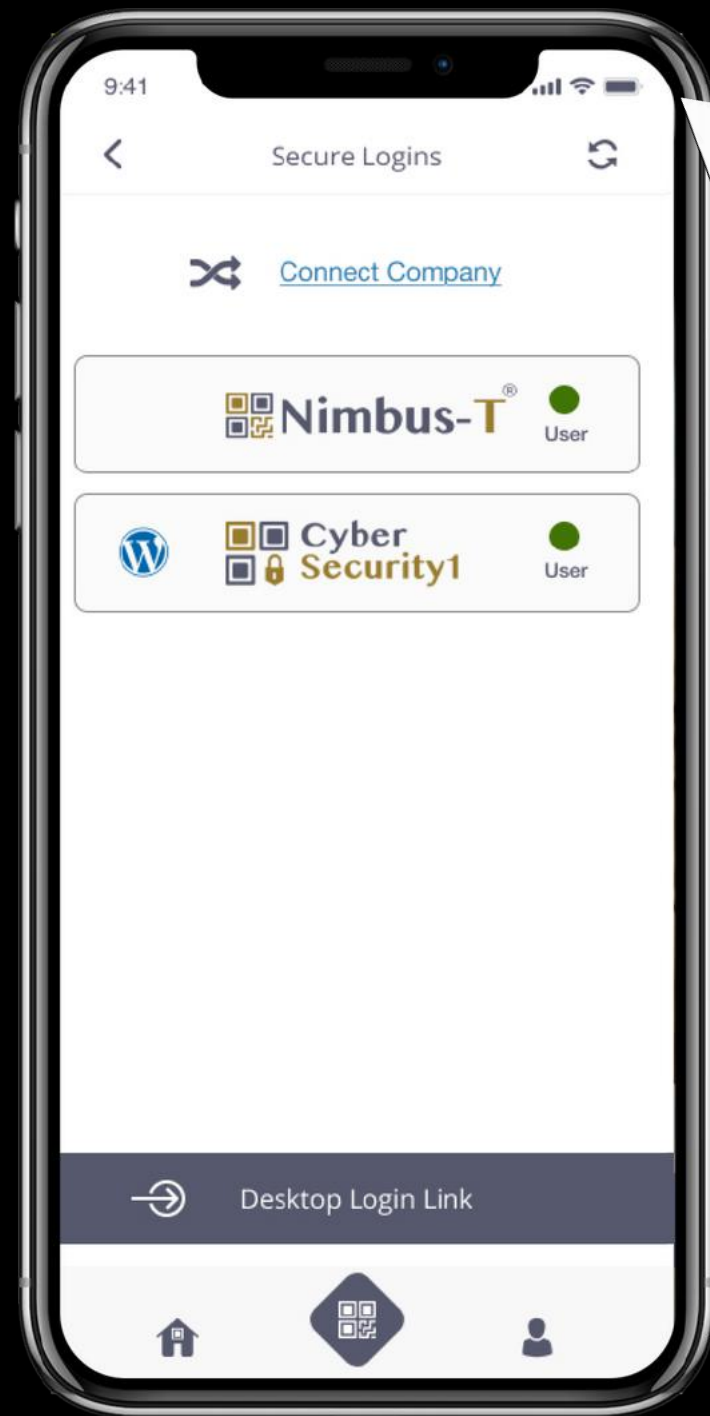 9:41
Secure Logins
Connect Company
Nimbus-T®
User
Cyber
Security1
User
Desktop Login Link